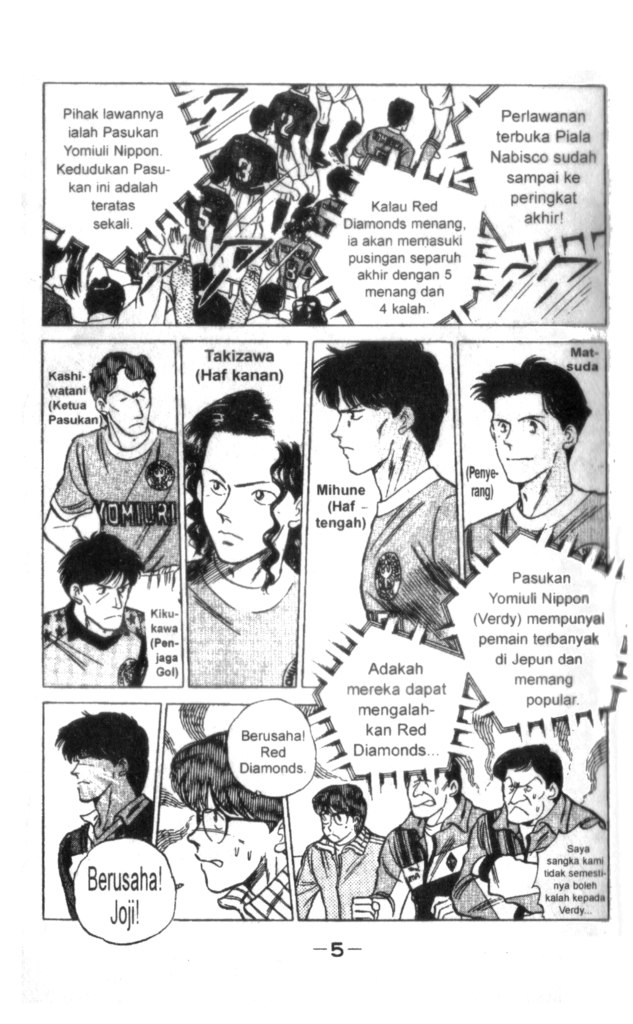 Pihak lawannya
ialah Pasukan
Yomiuli Nippon.
Kedudukan Pasu-
kan ini adalah
teratas
sekali.
Perlawanan
terbuka Piala
Nabisco sudah
sampai ke
peringkat
akhir!
Kalau Red
Diamonds menang,
ia akan memasuki
pusingan separuh
akhir dengan 5
menang dan
4 kalah.
2
3
5
3
Kashi-
watani
(Ketua
Pasukan)
YOMIURI
Kiku-
kawa
(Pen-
jaga
Gol)
Takizawa
(Haf kanan)
Mihune
(Haf -
tengah)
Mat-
suda
(Penye-
rang)
Pasukan
Yomiuli Nippon
(Verdy) mempunyai
pemain terbanyak
di Jepun dan
memang
popular.
Adakah
mereka dapat
mengalah-
kan Red
Diamonds...
Berusaha!
Joji!
Berusaha!
Red
Diamonds.
Saya
sangka kami
tidak semesti-
nya boleh
kalah kepada
Verdy...
—5—